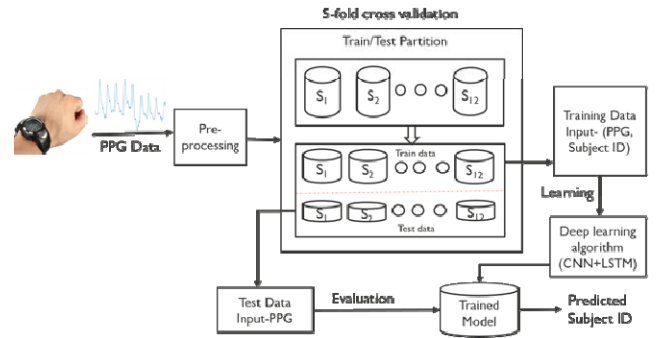 5-fold cross validation
Train/Test Partition
S1 S2 S12
PPG Data
Pre-
processing
Train data
S1 S2 S12
S1 S2 S12
Test data
Training Data
Input- (PPG,
Subject ID)
Learning
Deep learning
algorithm
(CNN+LSTM)
Test Data
Input-PPG
Evaluation
Trained
Model
Predicted
Subject ID